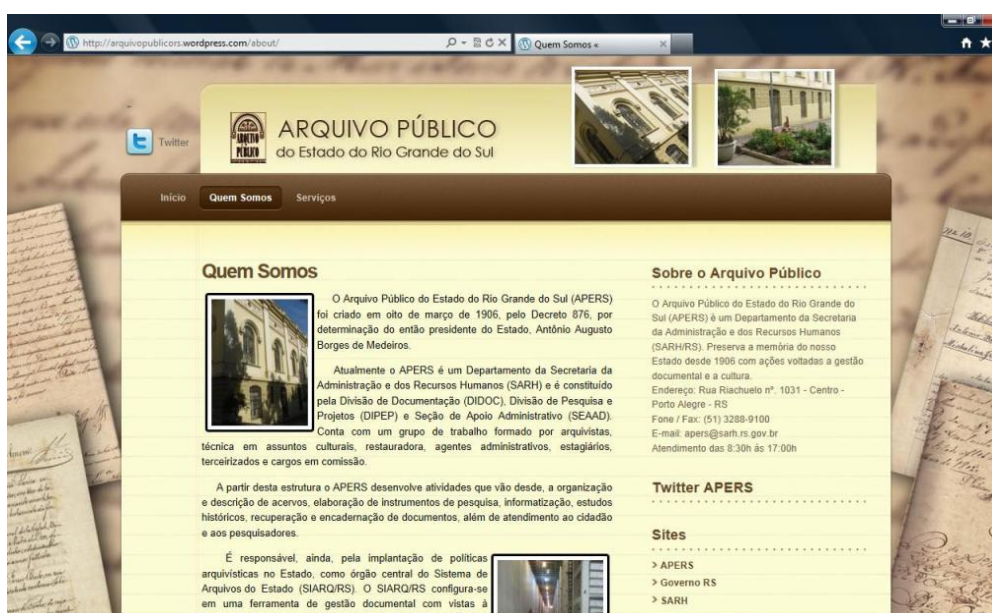 http://arquivopublicors.wordpress.com/about/
Quem Somos «
Twitter
ARQUIVO PÚBLICO
ARQUIVO PÚBLICO
do Estado do Rio Grande do Sul
Início
Quem Somos
Serviços
Quem Somos
O Arquivo Público do Estado do Rio Grande do Sul (APERS)
foi criado em oito de março de 1906, pelo Decreto 876, por
determinação do então presidente do Estado, Antônio Augusto
Borges de Medeiros.
Atualmente o APERS é um Departamento da Secretaria da
Administração e dos Recursos Humanos (SARH) e é constituído
pela Divisão de Documentação (DIDOC), Divisão de Pesquisa e
Projetos (DIPEP) e Seção de Apoio Administrativo (SEAAD).
Conta com um grupo de trabalho formado por arquivistas,
técnica em assuntos culturais, restauradora, agentes administrativos, estagiários,
terceirizados e cargos em comissão.
A partir desta estrutura o APERS desenvolve atividades que vão desde, a organização
e descrição de acervos, elaboração de instrumentos de pesquisa, informatização, estudos
históricos, recuperação e encadernação de documentos, além de atendimento ao cidadão
e aos pesquisadores.
É responsável, ainda, pela implantação de políticas
arquivísticas no Estado, como órgão central do Sistema de
Arquivos do Estado (SIARQ/RS). O SIARQ/RS configura-se
em uma ferramenta de gestão documental com vistas à
Sobre o Arquivo Público
O Arquivo Público do Estado do Rio Grande do
Sul (APERS) é um Departamento da Secretaria
da Administração e dos Recursos Humanos
(SARH/RS). Preserva a memória do nosso
Estado desde 1906 com ações voltadas a gestão
documental e a cultura.
Endereço: Rua Riachuelo nº. 1031 - Centro -
Porto Alegre - RS
Fone / Fax: (51) 3288-9100
E-mail: apers@sarh.rs.gov.br
Atendimento das 8:30h ás 17:00h
Twitter APERS
Sites
> APERS
> Governo RS
> SARH